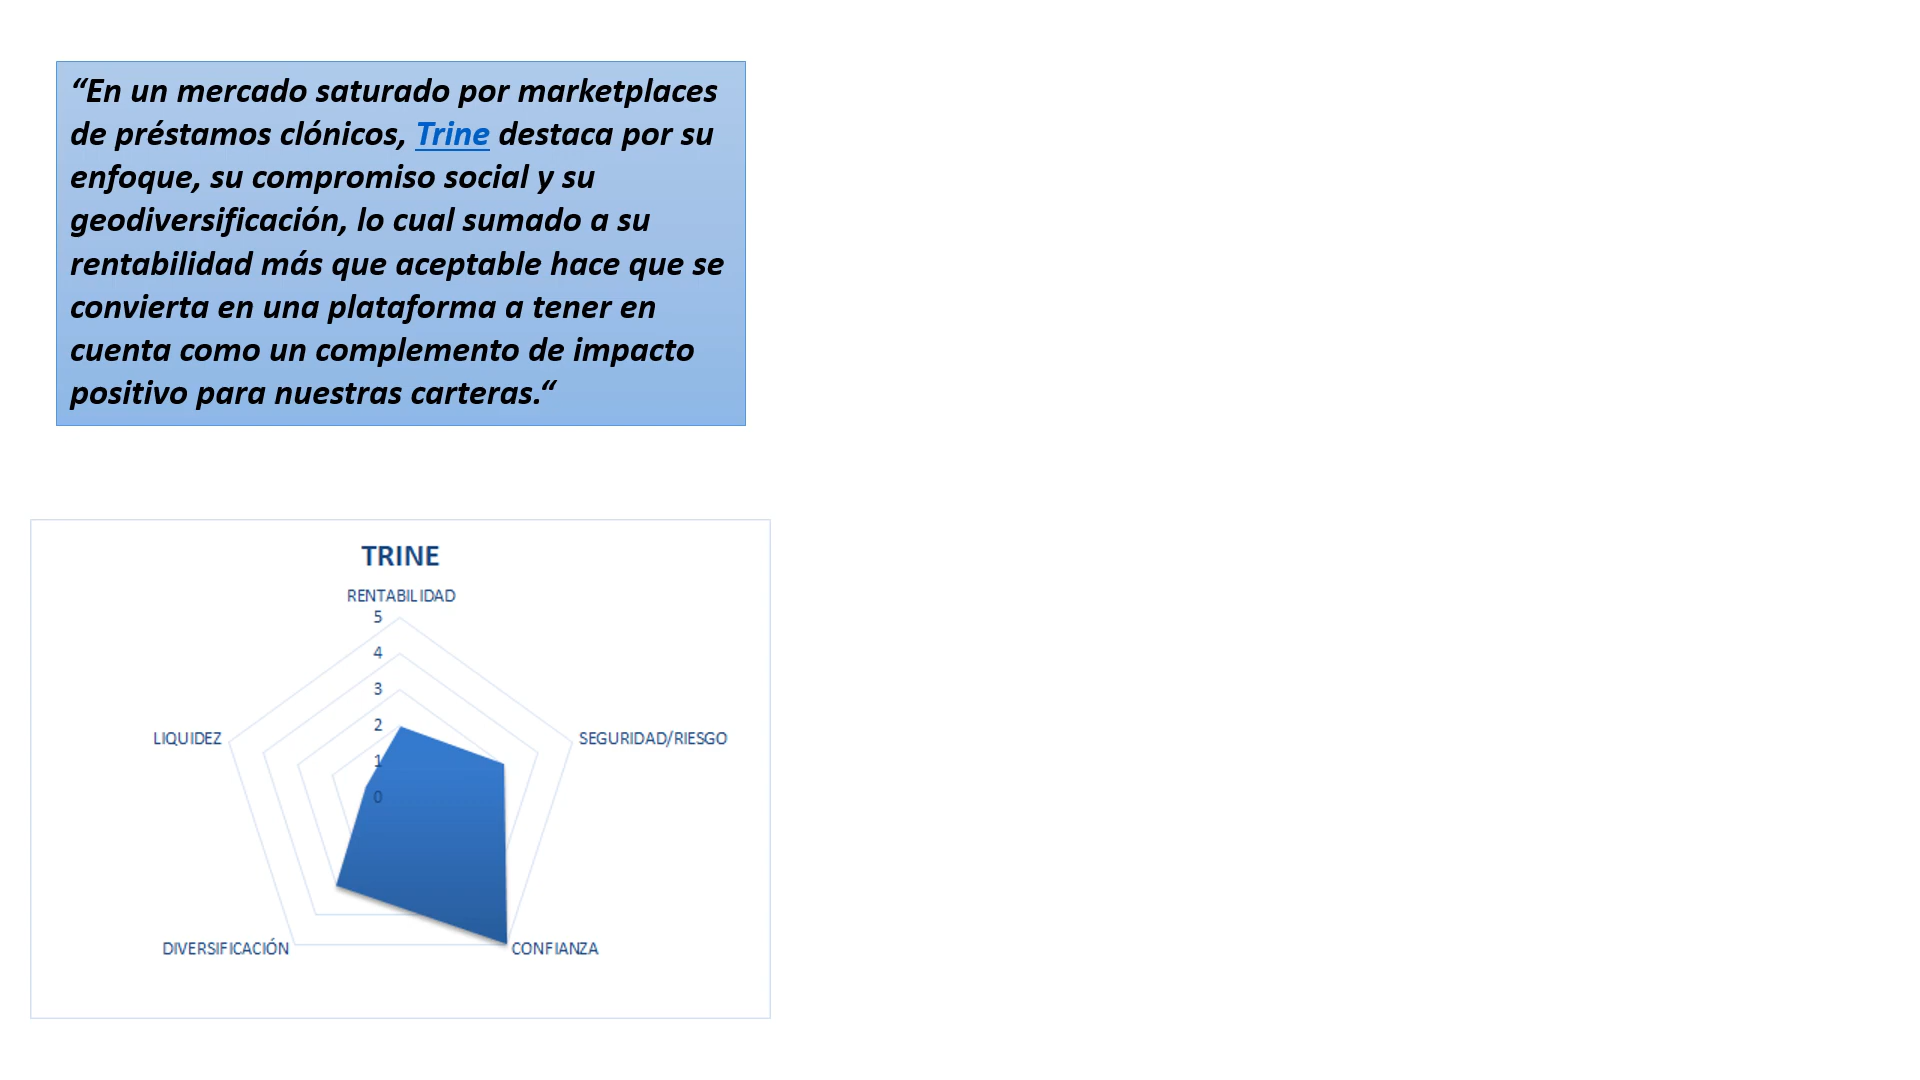 “En un mercado saturado por marketplaces
de préstamos clónicos, Trine destaca por su
enfoque, su compromiso social y su
geodiversificación, lo cual sumado a su
rentabilidad más que aceptable hace que se
convierta en una plataforma a tener en
cuenta como un complemento de impacto
positivo para nuestras carteras.“
TRINE
RENTABILIDAD
5
4
3
2
1
0
LIQUIDEZ
SEGURIDAD/RIESGO
DIVERSIFICACIÓN
CONFIANZA